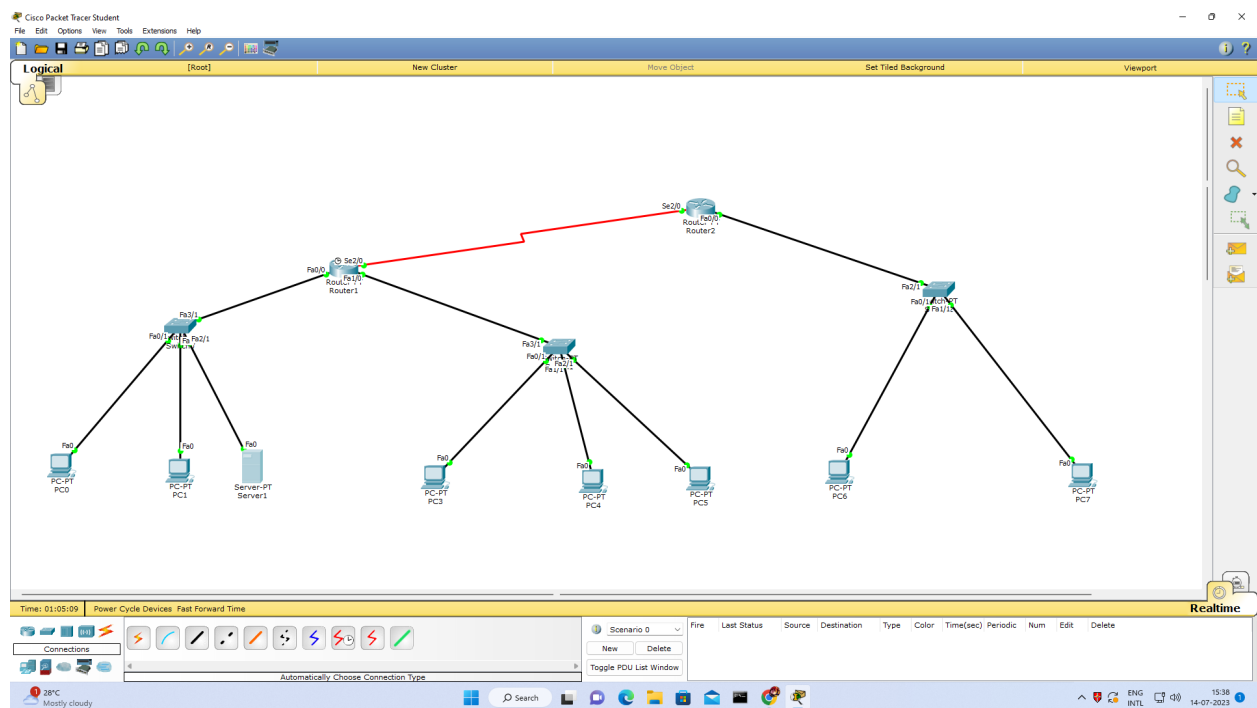 Cisco Packet Tracer Student
File Edit Options View Tools Extensions Help
Logical [Root] New Cluster Move Object Set Tiled Background Viewport
Se2/0
Fa0/0
Router2
Se2/0
Fa0/0
Fa1/0
Router1
Fa2/1
Fa0/1
Fa1/1
Fa3/1
Fa0/1
Fa2/1
Fa3/1
Fa0/1
Fa2/1
Fa1/1
Fa0
PC-PT
PC0
Fa0
PC-PT
PC1
Fa0
Server-PT
Server1
Fa0
PC-PT
PC3
Fa0
PC-PT
PC4
Fa0
PC-PT
PC5
Fa0
PC-PT
PC6
Fa0
PC-PT
PC7
Time: 01:05:09 Power Cycle Devices Fast Forward Time Realtime
Connections
Automatically Choose Connection Type
Scenario 0
New Delete
Toggle PDU List Window
Fire Last Status Source Destination Type Color Time(sec) Periodic Num Edit Delete
1
28°C
Mostly cloudy
Search
ENG
INTL
15:38
14-07-2023
1